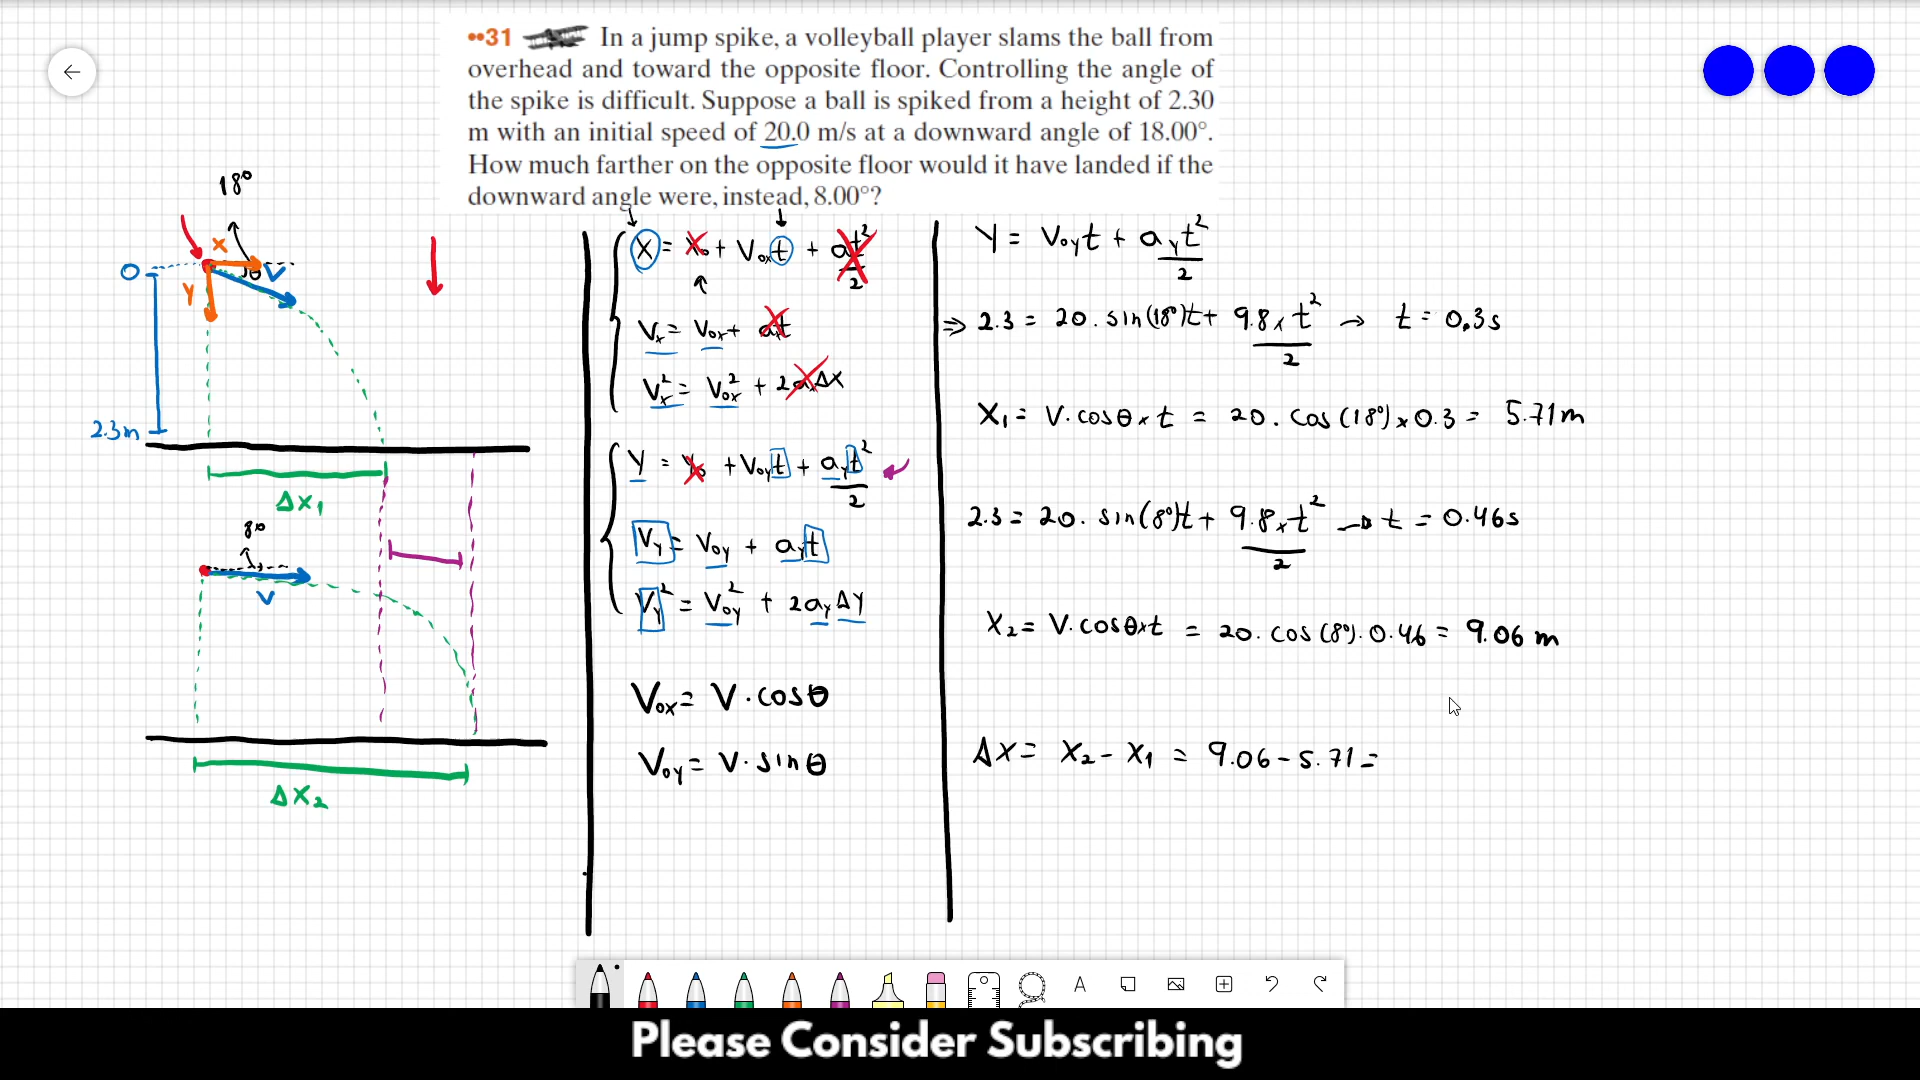 ••31 In a jump spike, a volleyball player slams the ball from
overhead and toward the opposite floor. Controlling the angle of
the spike is difficult. Suppose a ball is spiked from a height of 2.30
m with an initial speed of 20.0 m/s at a downward angle of 18.00°.
How much farther on the opposite floor would it have landed if the
downward angle were, instead, 8.00°?
18°
X
0
θ
V
Y
2.3m
ΔX₁
8°
V
ΔX₂
X = X₀ + V₀ₓt + at²/2
Vₓ = V₀ₓ + aₓt
Vₓ² = V₀ₓ² + 2aₓΔX
Y = Y₀ + V₀yt + ayt²/2
Vy = V₀y + ayt
Vy² = V₀y² + 2ayΔY
V₀ₓ = V · cosθ
V₀y = V · sinθ
Y = V₀yt + ayt²/2
⇒ 2.3 = 20 . sin(18°)t + 9.8 x t²/2 → t = 0.3s
X₁ = V. cosθ x t = 20 . cos(18°) x 0.3 = 5.71m
2.3 = 20. sin(8°)t + 9.8 x t²/2 → t = 0.46s
X₂ = V. cosθxt = 20. cos(8°). 0.46 = 9.06 m
ΔX = X₂ - X₁ = 9.06 - 5.71 =
A
Please Consider Subscribing